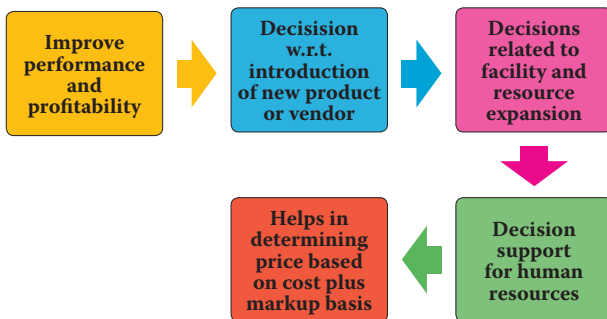 Improve
performance
and
profitability
Decisision
w.r.t.
introduction
of new product
or vendor
Decisions
related to
facility and
resource
expansion
Decision
support
for human
resources
Helps in
determining
price based
on cost plus
markup basis